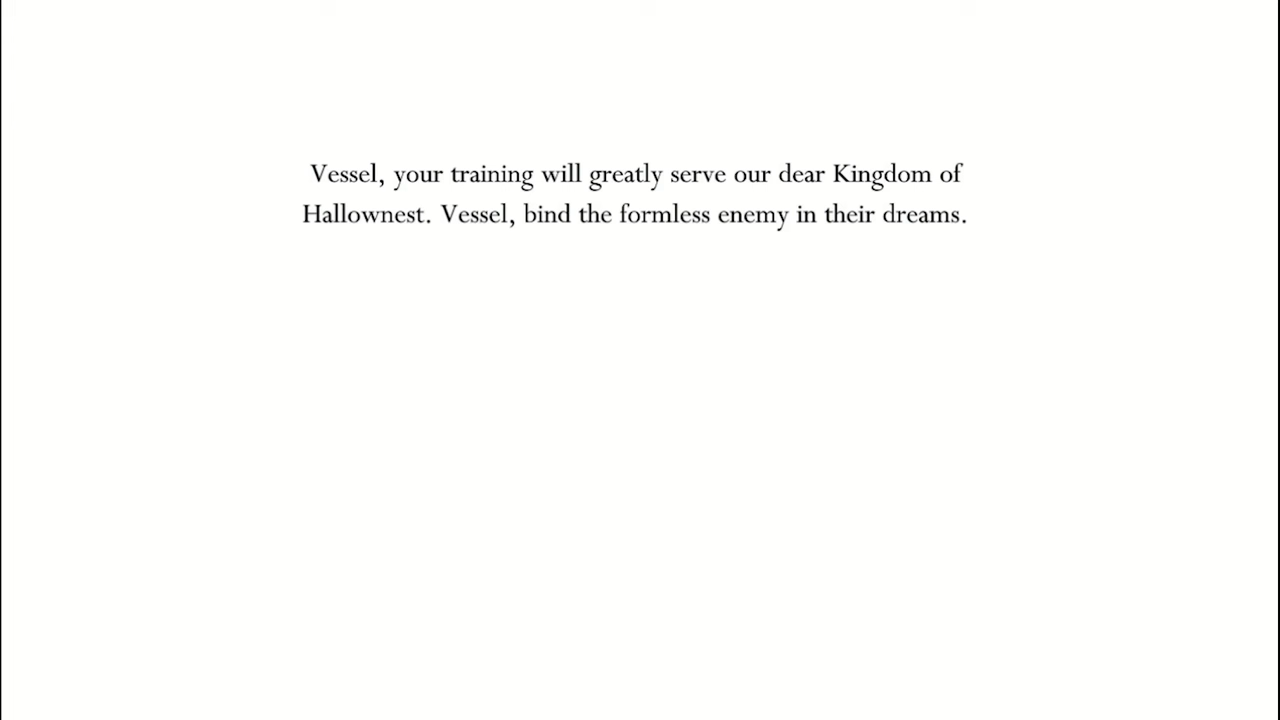 Vessel, your training will greatly serve our dear Kingdom of
Hallownest. Vessel, bind the formless enemy in their dreams.